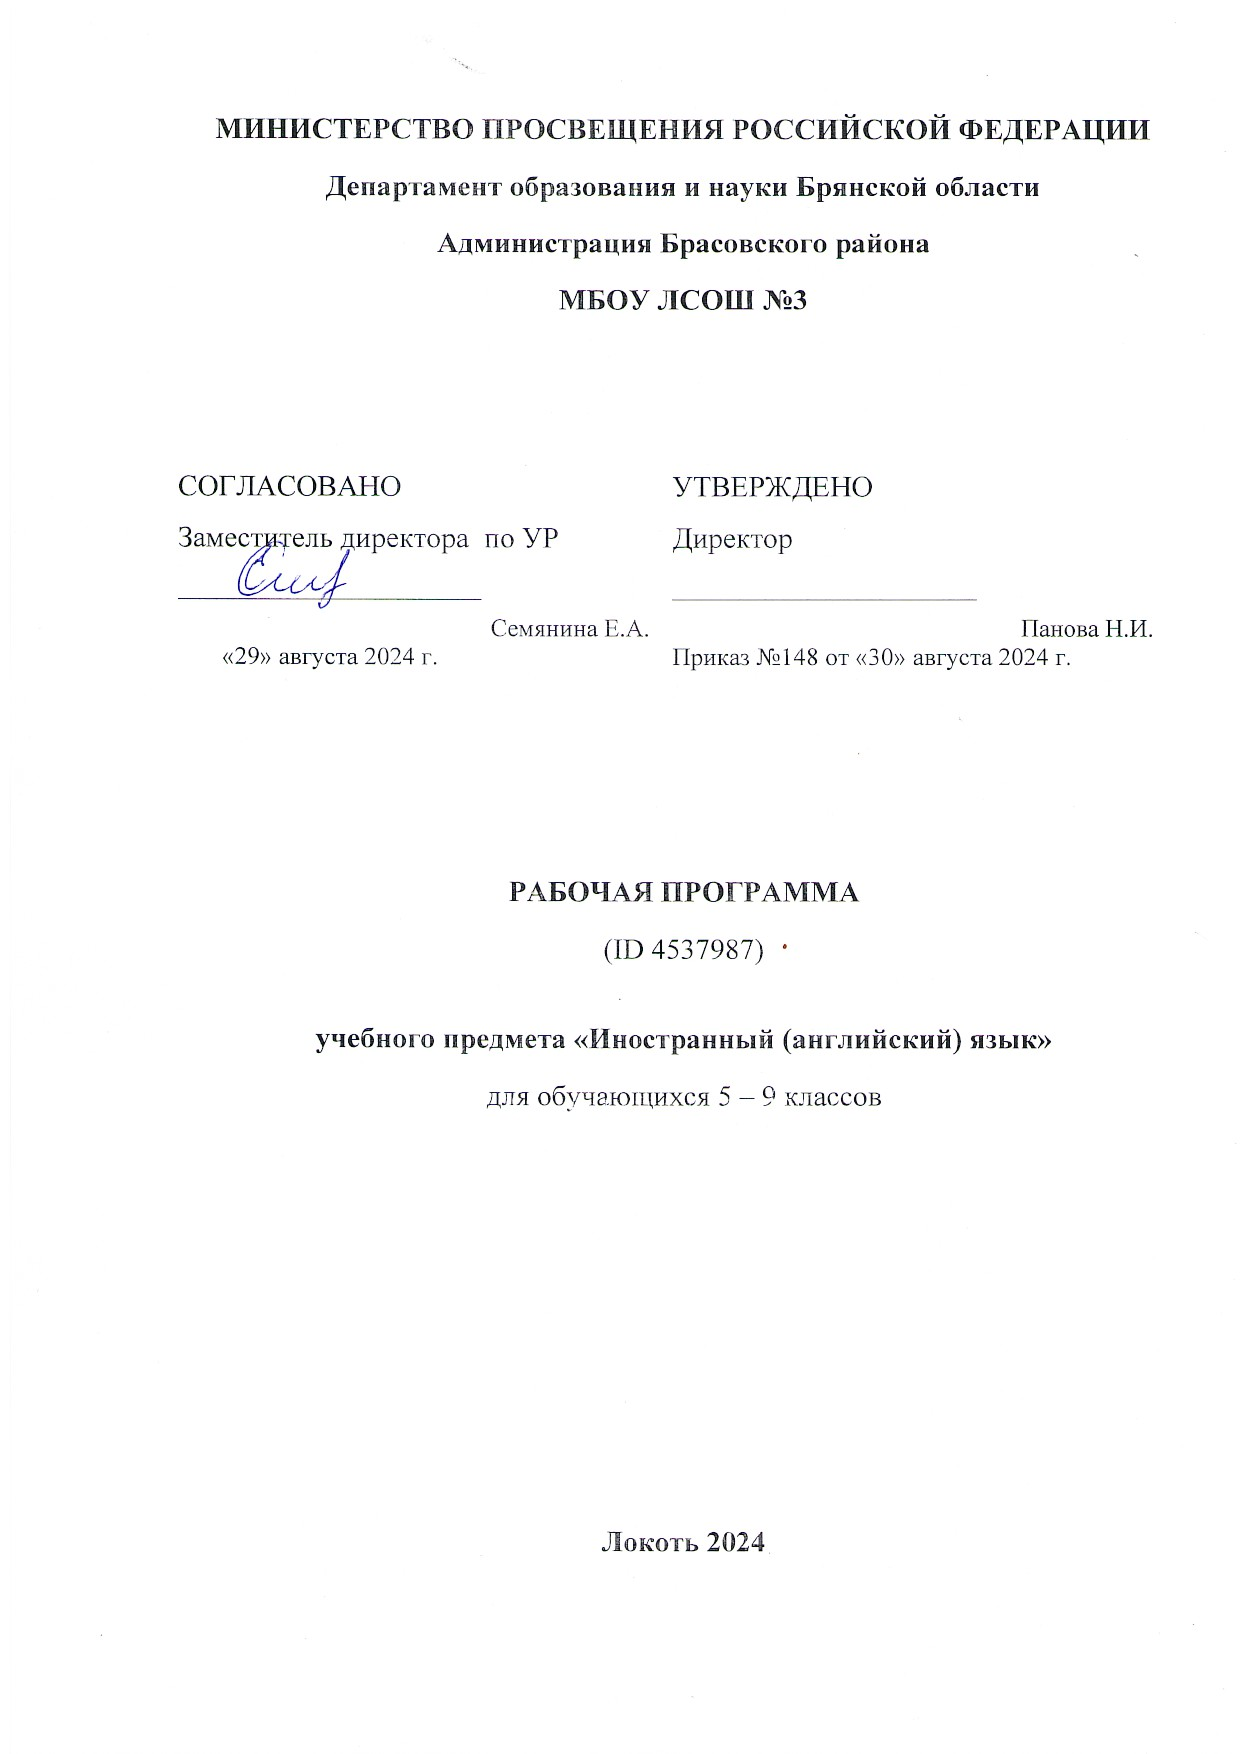 МИНИСТЕРСТВО ПРОСВЕЩЕНИЯ РОССИЙСКОЙ ФЕДЕРАЦИИ
Департамент образования и науки Брянской области
Администрация Брасовского района
МБОУ ЛСОШ №3
СОГЛАСОВАНО
Заместитель директора по УР
Семянина Е.А.
«29» августа 2024 г.
УТВЕРЖДЕНО
Директор
Панова Н.И.
Приказ №148 от «30» августа 2024 г.
РАБОЧАЯ ПРОГРАММА
(ID 4537987)
учебного предмета «Иностранный (английский) язык»
для обучающихся 5 – 9 классов
Локоть 2024